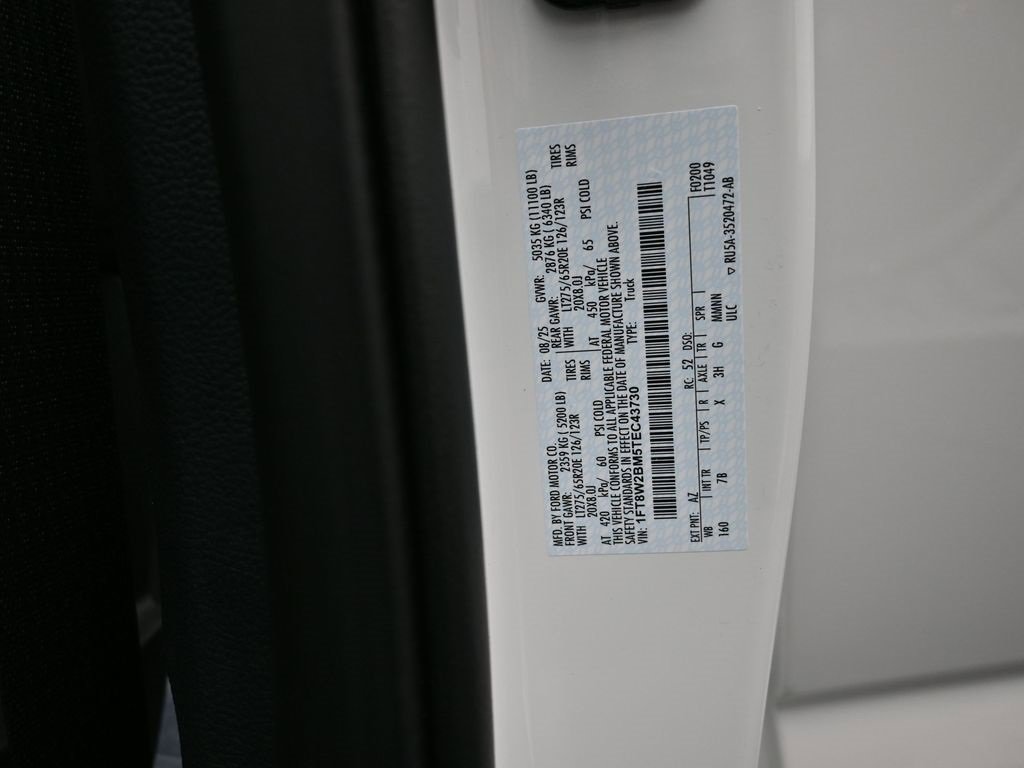 MFD. BY FORD MOTOR CO.
DATE: 08/25 GVWR: 5035 KG (11100 LB)
FRONT GAWR: 2359 KG ( 5200 LB) REAR GAWR: 2876 KG ( 6340 LB)
WITH LT275/65R20E 126/123R TIRES WITH LT275/65R20E 126/123R TIRES
20X8.0J RIMS 20X8.0J RIMS
AT 420 kPa/ 60 PSI COLD AT 450 kPa/ 65 PSI COLD
THIS VEHICLE CONFORMS TO ALL APPLICABLE FEDERAL MOTOR VEHICLE
SAFETY STANDARDS IN EFFECT ON THE DATE OF MANUFACTURE SHOWN ABOVE.
VIN: 1FT8W2BM5TEC43730 TYPE: Truck
EXT PNT: AZ RC: 52 DSO: F0200
WB INT TR TP/PS R AXLE TR SPR T1049
160 7B X 3H G MMNN
ULC ▽ RU5A-3520472-AB